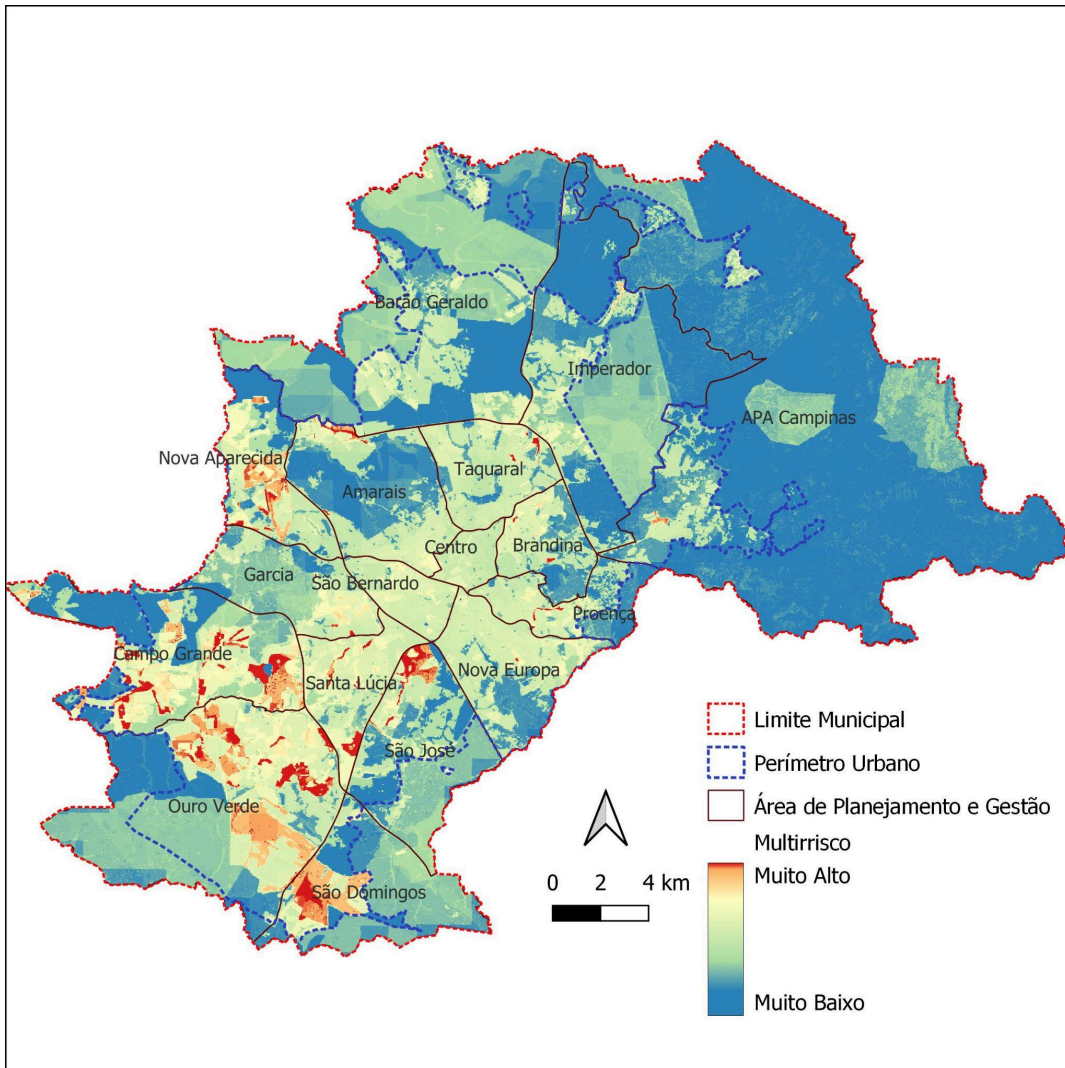 Barão Geraldo
Imperador
APA Campinas
Nova Aparecida
Taquaral
Amarais
Centro
Brandina
Garcia
São Bernardo
Proença
Campo Grande
Nova Europa
Santa Lúcia
São José
Ouro Verde
São Domingos
0 2 4 km
Limite Municipal
Perímetro Urbano
Área de Planejamento e Gestão
Multirrisco
Muito Alto
Muito Baixo